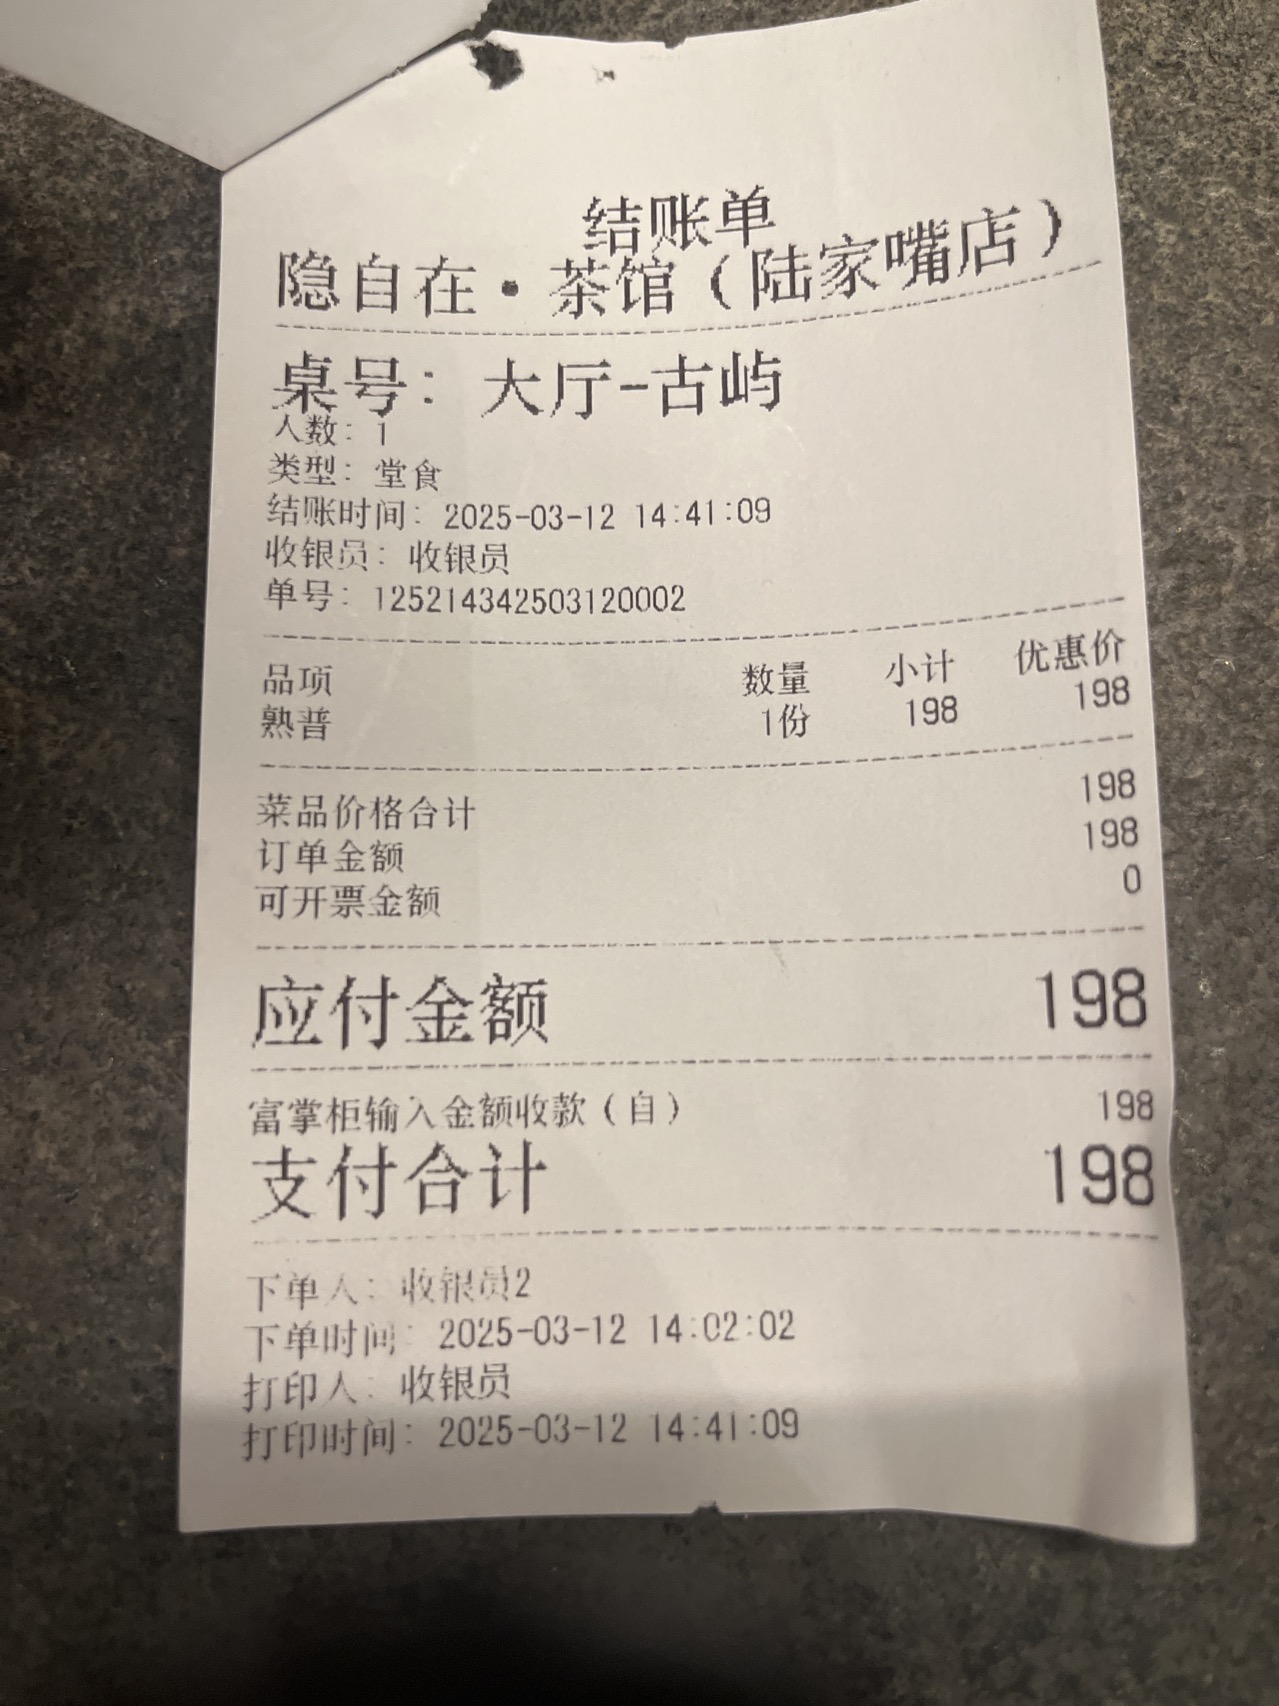 结账单
隐自在·茶馆(陆家嘴店)
桌号: 大厅-古屿
人数: 1
类型: 堂食
结账时间: 2025-03-12 14:41:09
收银员: 收银员
单号: 125214342503120002
品项 数量 小计 优惠价
熟普 1份 198 198
菜品价格合计 198
订单金额 198
可开票金额 0
应付金额 198
富掌柜输入金额收款(自) 198
支付合计 198
下单人: 收银员2
下单时间: 2025-03-12 14:02:02
打印人: 收银员
打印时间: 2025-03-12 14:41:09